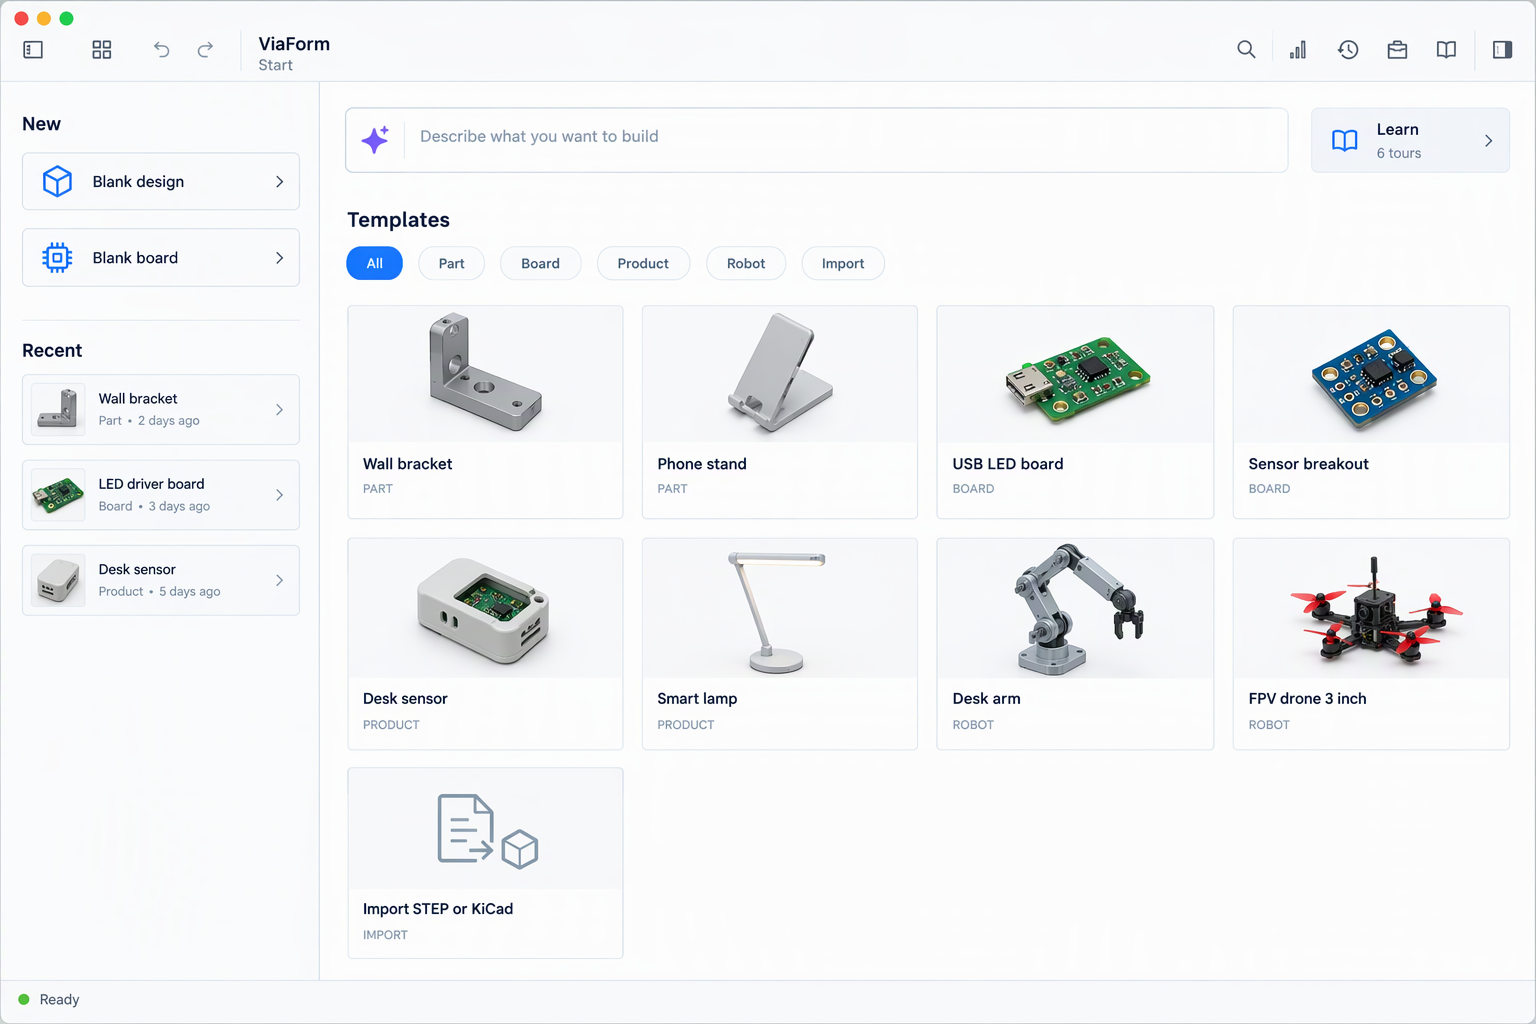 ViaForm
Start
New
Blank design
Blank board
Recent
Wall bracket
Part • 2 days ago
LED driver board
Board • 3 days ago
Desk sensor
Product • 5 days ago
Describe what you want to build
Learn
6 tours
Templates
All
Part
Board
Product
Robot
Import
Wall bracket
PART
Phone stand
PART
USB LED board
BOARD
Sensor breakout
BOARD
Desk sensor
PRODUCT
Smart lamp
PRODUCT
Desk arm
ROBOT
FPV drone 3 inch
ROBOT
Import STEP or KiCad
IMPORT
Ready